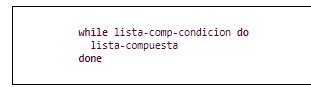 while lista-comp-condicion do
lista-compuesta
done